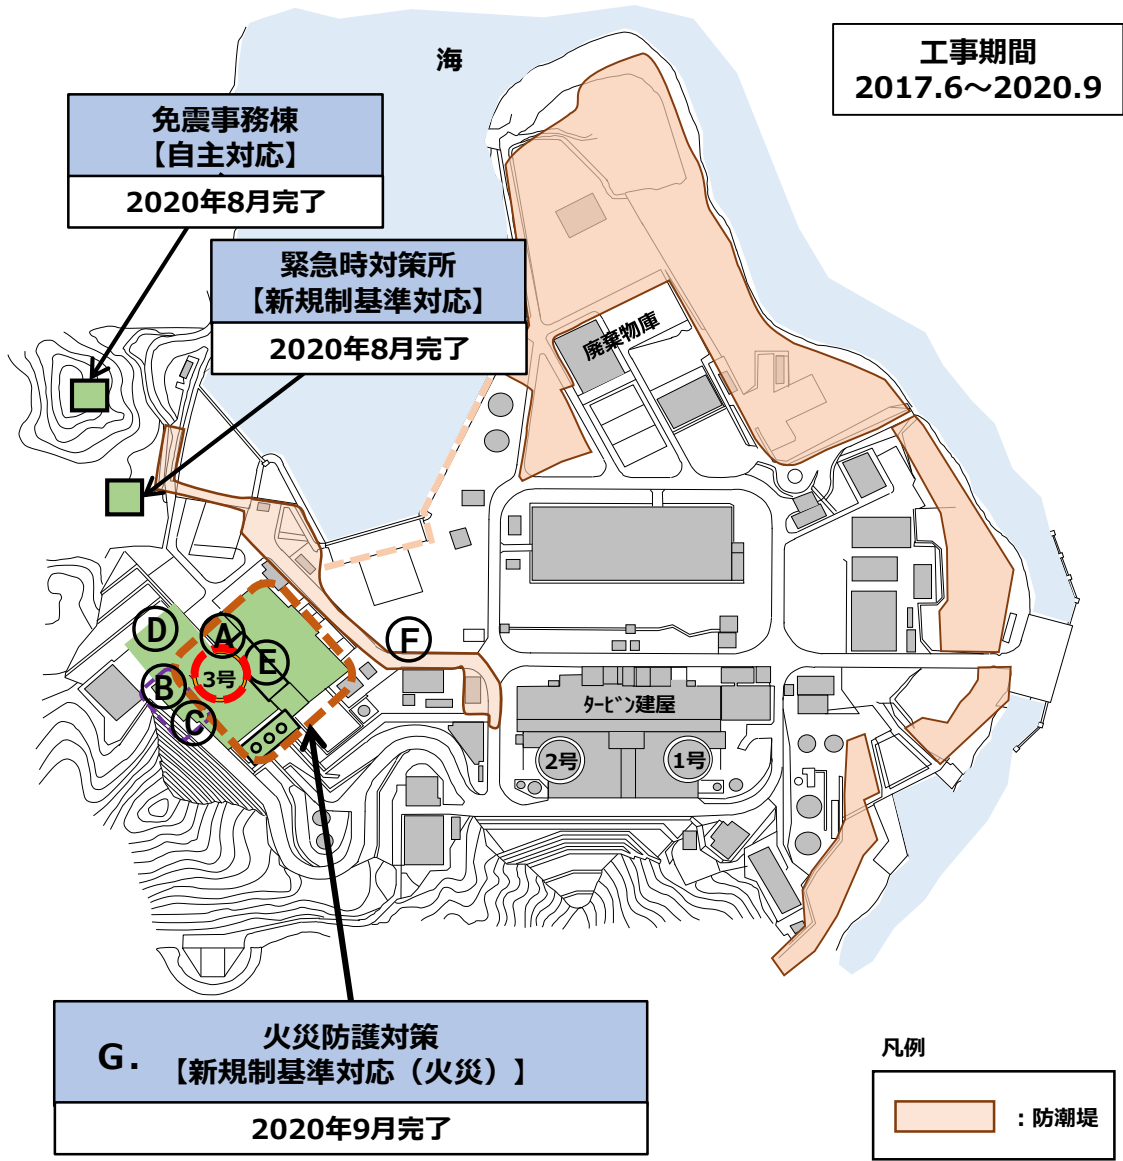 海
工事期間
2017.6~2020.9
免震事務棟
【自主対応】
2020年8月完了
緊急時対策所
【新規制基準対応】
2020年8月完了
廃棄物庫
D
A
E
F
3号
B
C
タービン建屋
2号
1号
G.
火災防護対策
【新規制基準対応（火災）】
2020年9月完了
凡例
：防潮堤